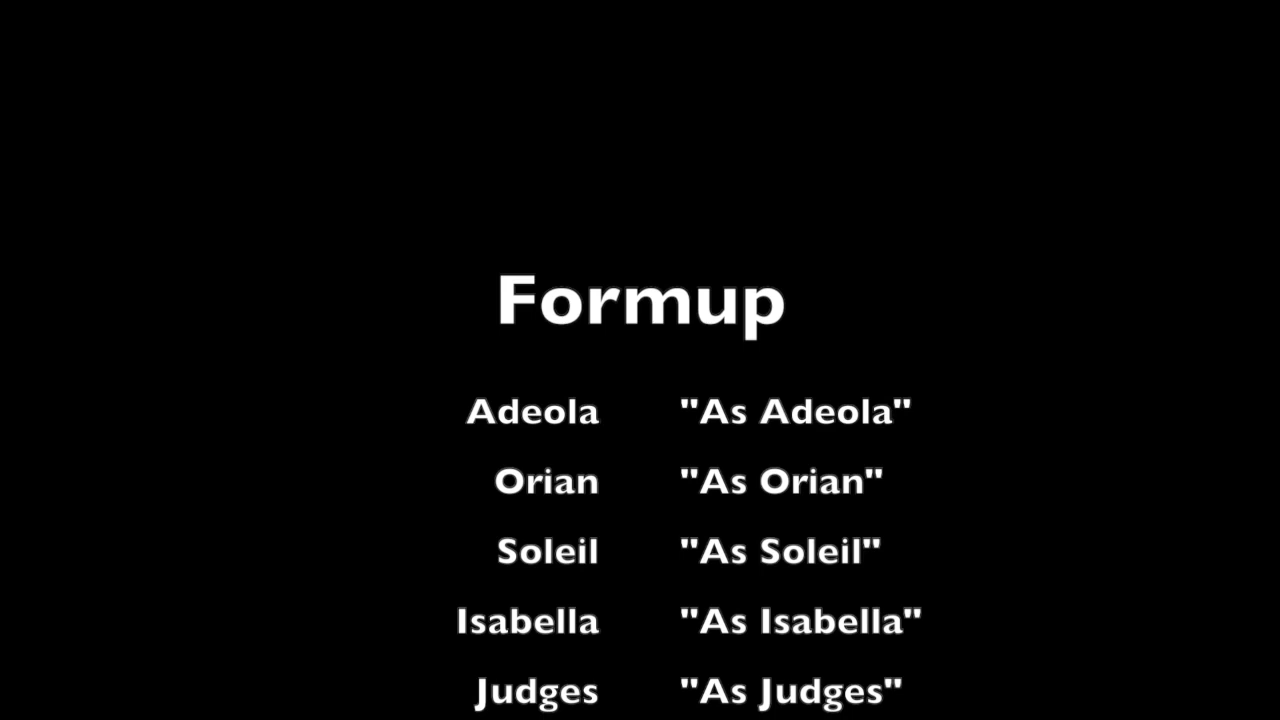 Formup
Adeola "As Adeola"
Orian "As Orian"
Soleil "As Soleil"
Isabella "As Isabella"
Judges "As Judges"